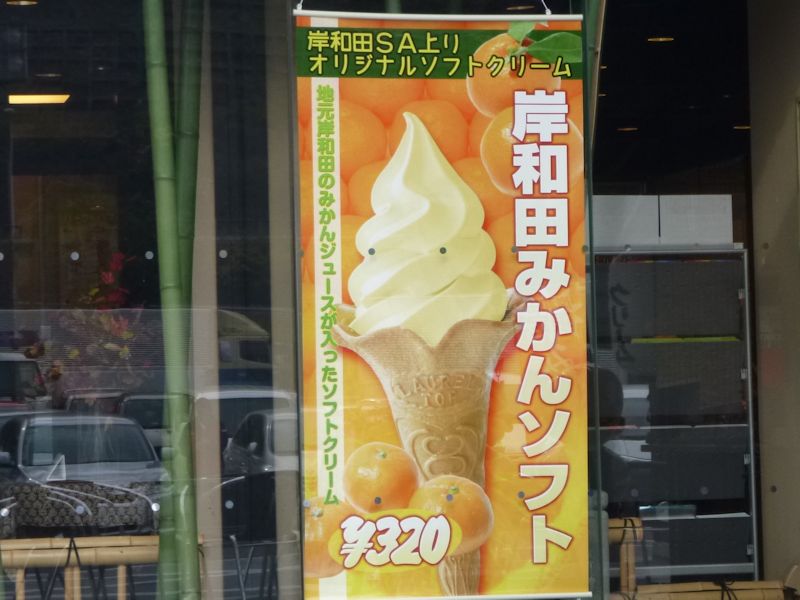 岸和田SA上り
オリジナルソフトクリーム
岸和田みかんソフト
地元岸和田のみかんジュースが入ったソフトクリーム
LAUREL
TOP
¥320